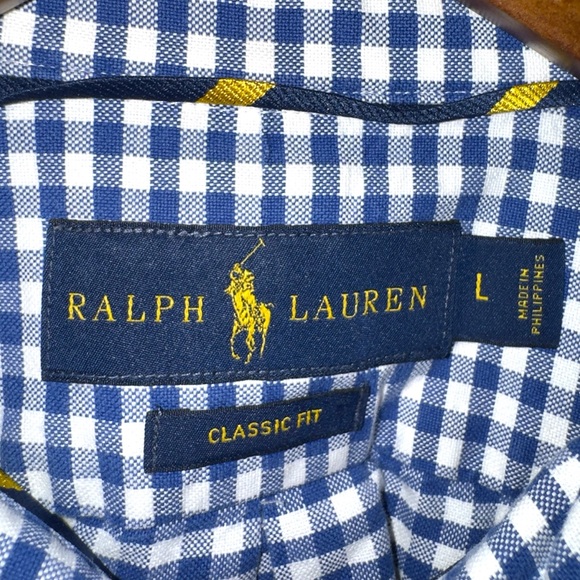 RALPH LAUREN
L
MADE IN
PHILIPPINES
CLASSIC FIT